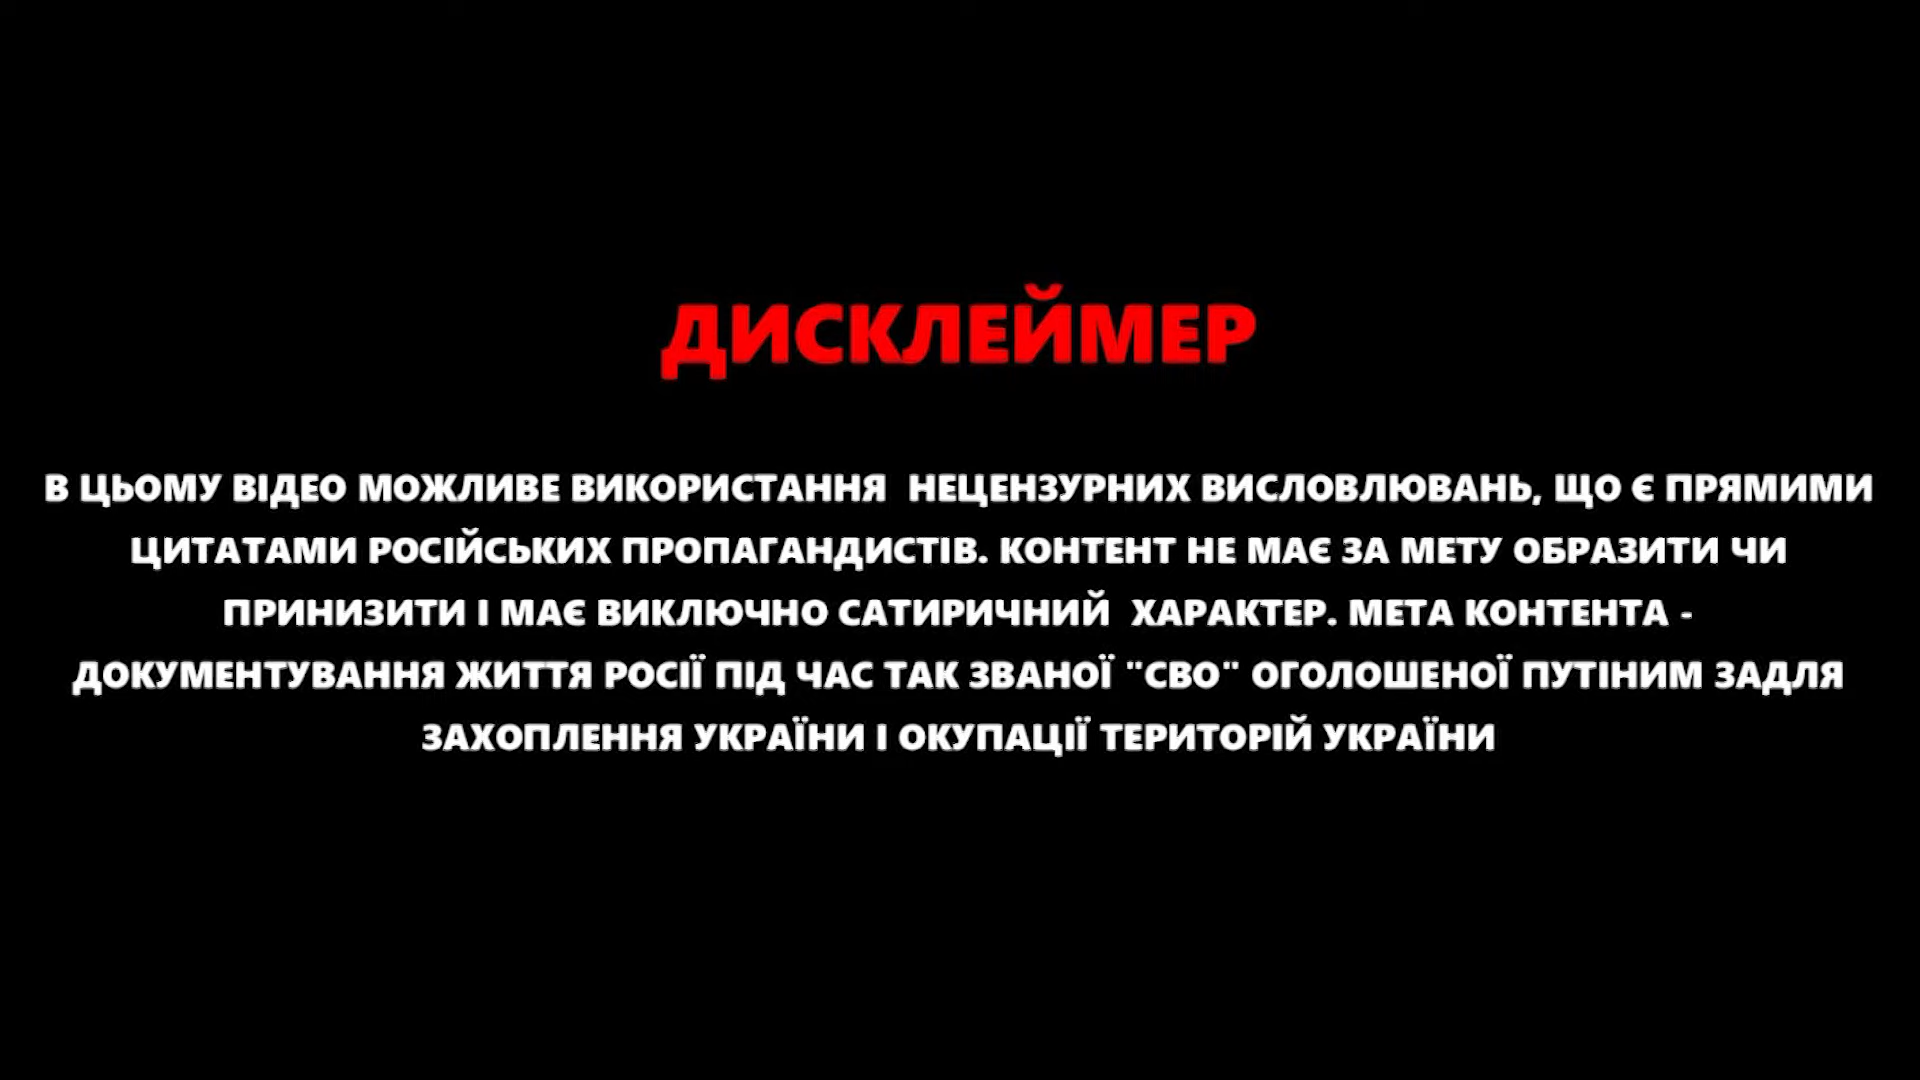 ДИСКЛЕЙМЕР
В ЦЬОМУ ВІДЕО МОЖЛИВЕ ВИКОРИСТАННЯ НЕЦЕНЗУРНИХ ВИСЛОВЛЮВАНЬ, ЩО Є ПРЯМИМИ
ЦИТАТАМИ РОСІЙСЬКИХ ПРОПАГАНДИСТІВ. КОНТЕНТ НЕ МАЄ ЗА МЕТУ ОБРАЗИТИ ЧИ
ПРИНИЗИТИ І МАЄ ВИКЛЮЧНО САТИРИЧНИЙ ХАРАКТЕР. МЕТА КОНТЕНТА -
ДОКУМЕНТУВАННЯ ЖИТТЯ РОСІЇ ПІД ЧАС ТАК ЗВАНОЇ "СВО" ОГОЛОШЕНОЇ ПУТІНИМ ЗАДЛЯ
ЗАХОПЛЕННЯ УКРАЇНИ І ОКУПАЦІЇ ТЕРИТОРІЙ УКРАЇНИ